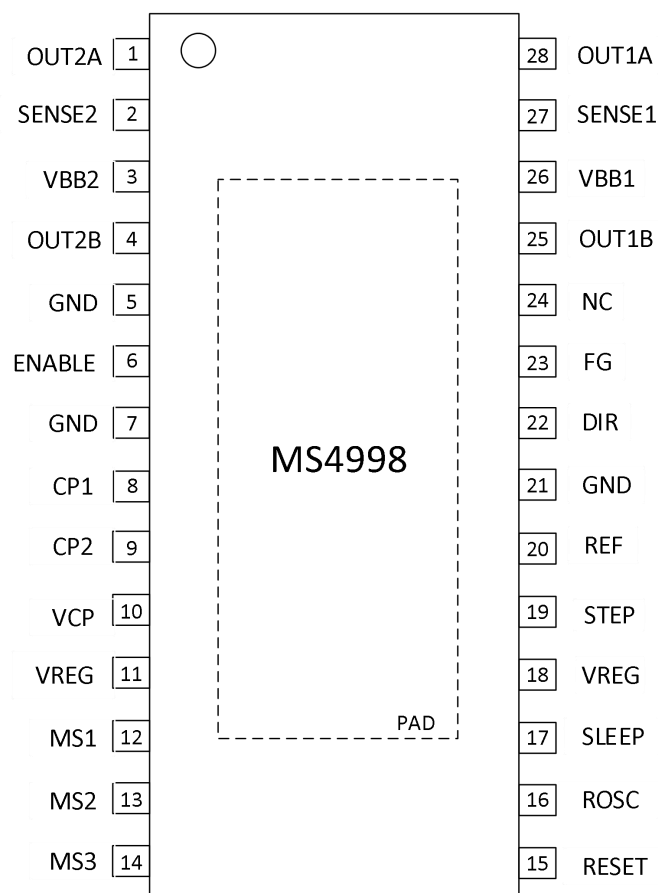 OUT2A 1 28 OUT1A
SENSE2 2 27 SENSE1
VBB2 3 26 VBB1
OUT2B 4 25 OUT1B
GND 5 24 NC
ENABLE 6 23 FG
GND 7 22 DIR
MS4998
CP1 8 21 GND
CP2 9 20 REF
VCP 10 19 STEP
VREG 11 18 VREG
PAD
MS1 12 17 SLEEP
MS2 13 16 ROSC
MS3 14 15 RESET